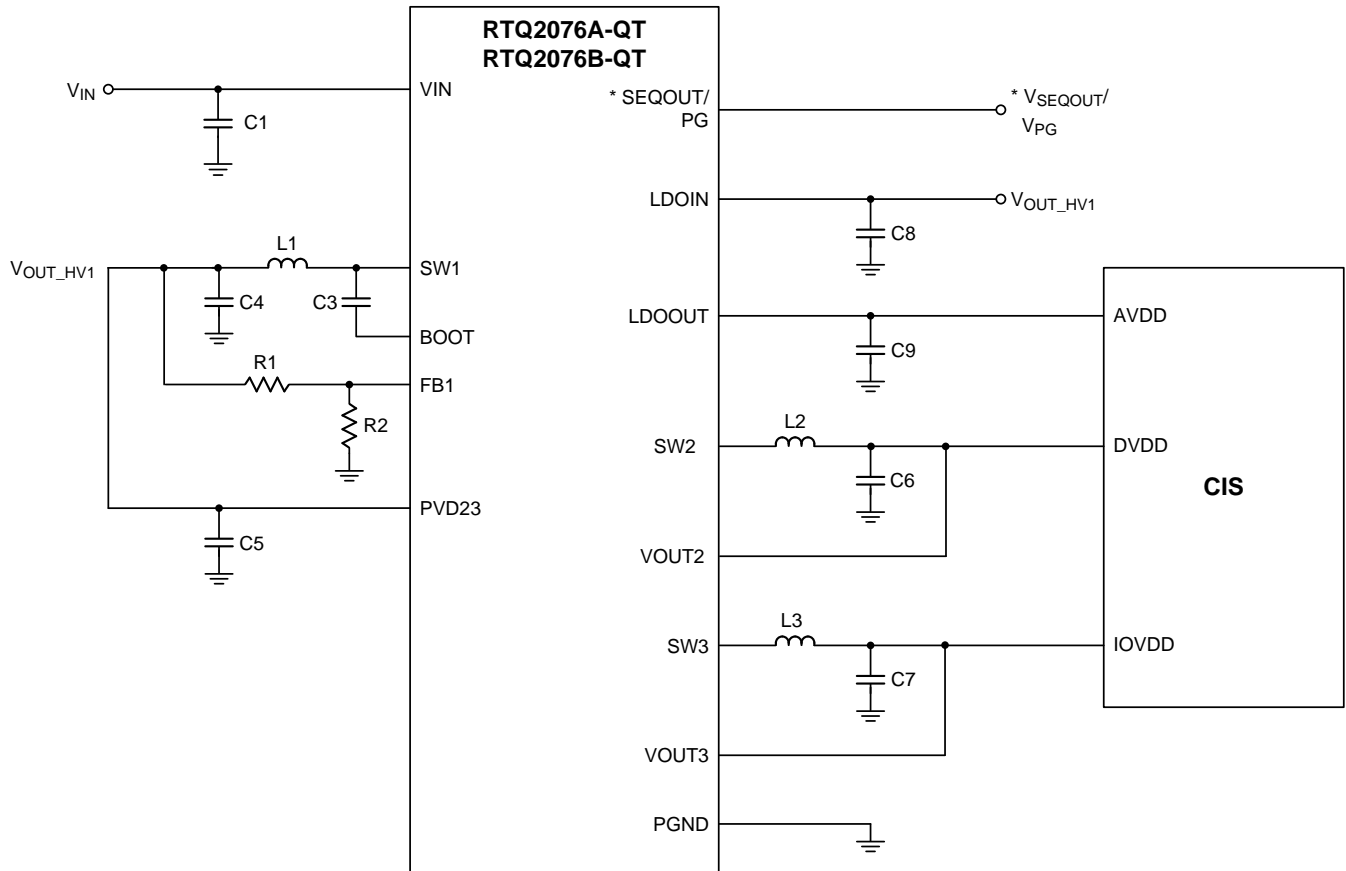 RTQ2076A-QT
RTQ2076B-QT
VIN
VIN
C1
* SEQOUT/
PG
* VSEQOUT/
VPG
LDOIN
VOUT_HV1
C8
VOUT_HV1
L1
SW1
C4
C3
BOOT
R1
FB1
R2
PVD23
C5
LDOOUT
C9
AVDD
SW2
L2
C6
DVDD
CIS
VOUT2
SW3
L3
C7
IOVDD
VOUT3
PGND